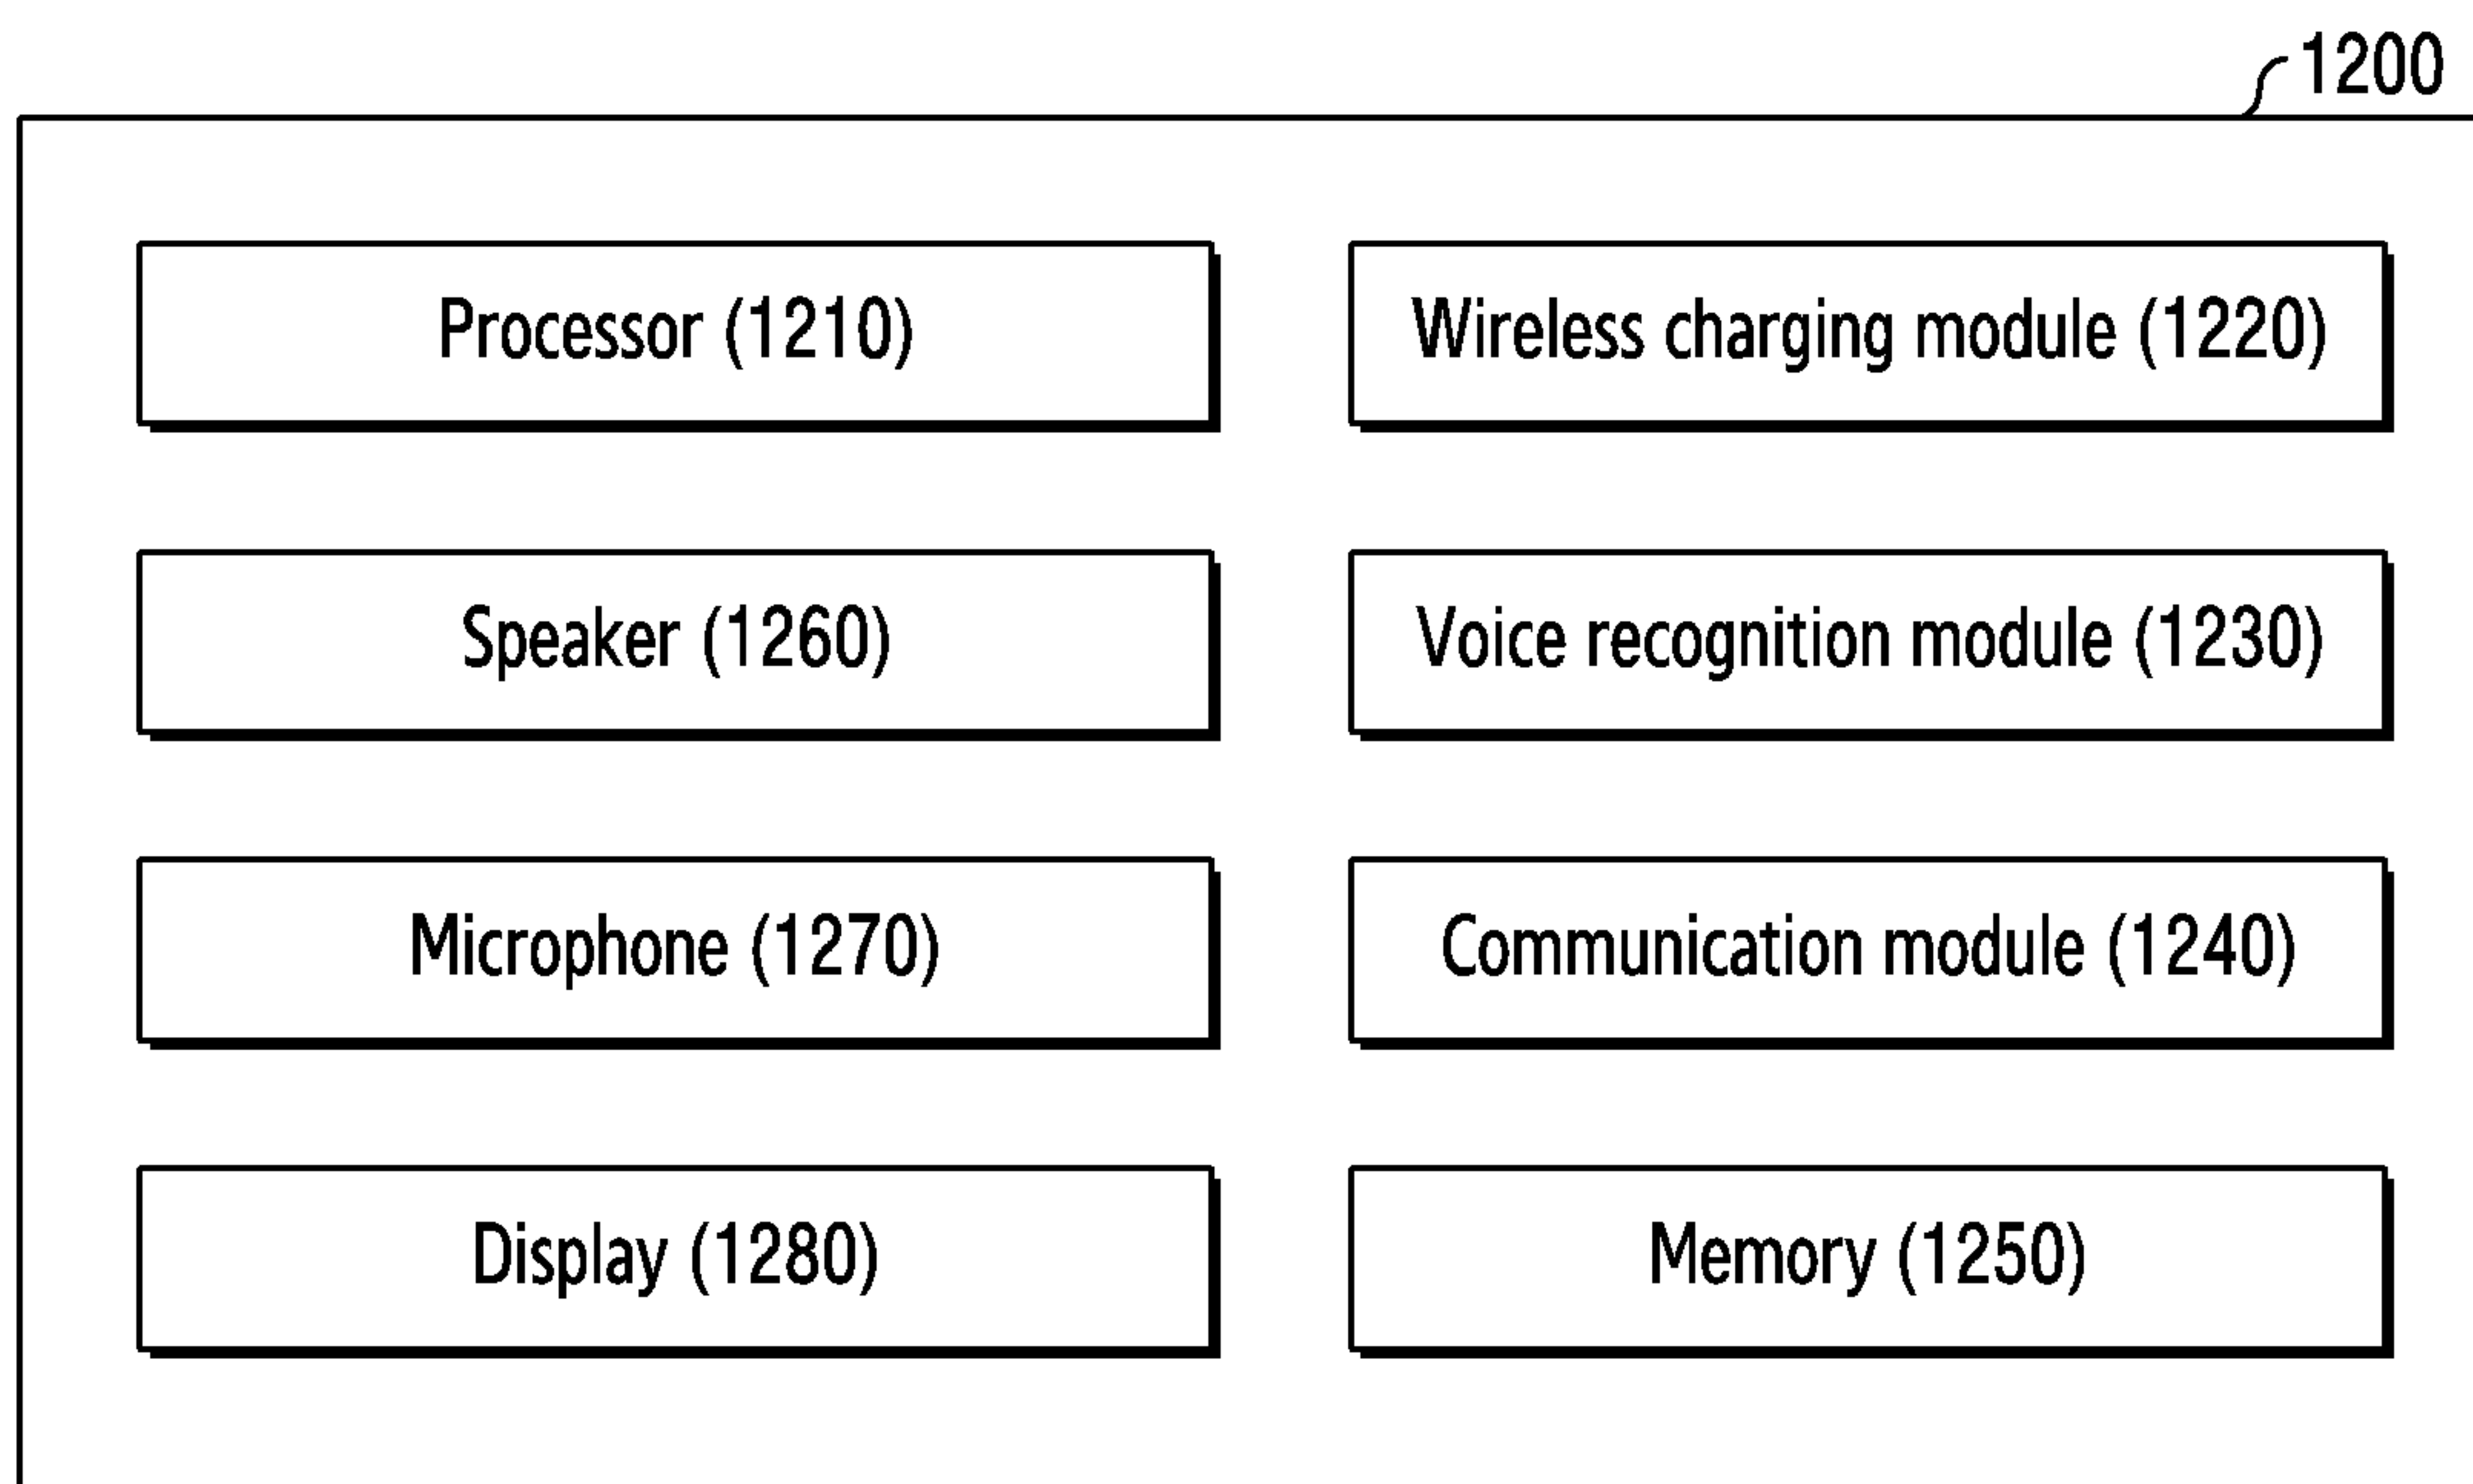 1200
Processor (1210)
Wireless charging module (1220)
Speaker (1260)
Voice recognition module (1230)
Microphone (1270)
Communication module (1240)
Display (1280)
Memory (1250)